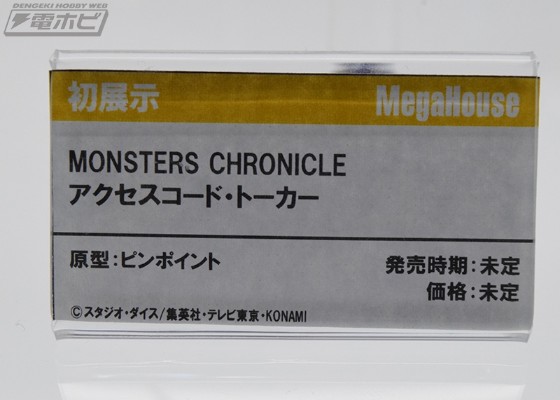 DENGEKI HOBBY WEB
電ホビ
初展示 MegaHouse
MONSTERS CHRONICLE
アクセスコード・トーカー
原型:ピンポイント
発売時期:未定
価格:未定
©スタジオ・ダイス/集英社・テレビ東京・KONAMI